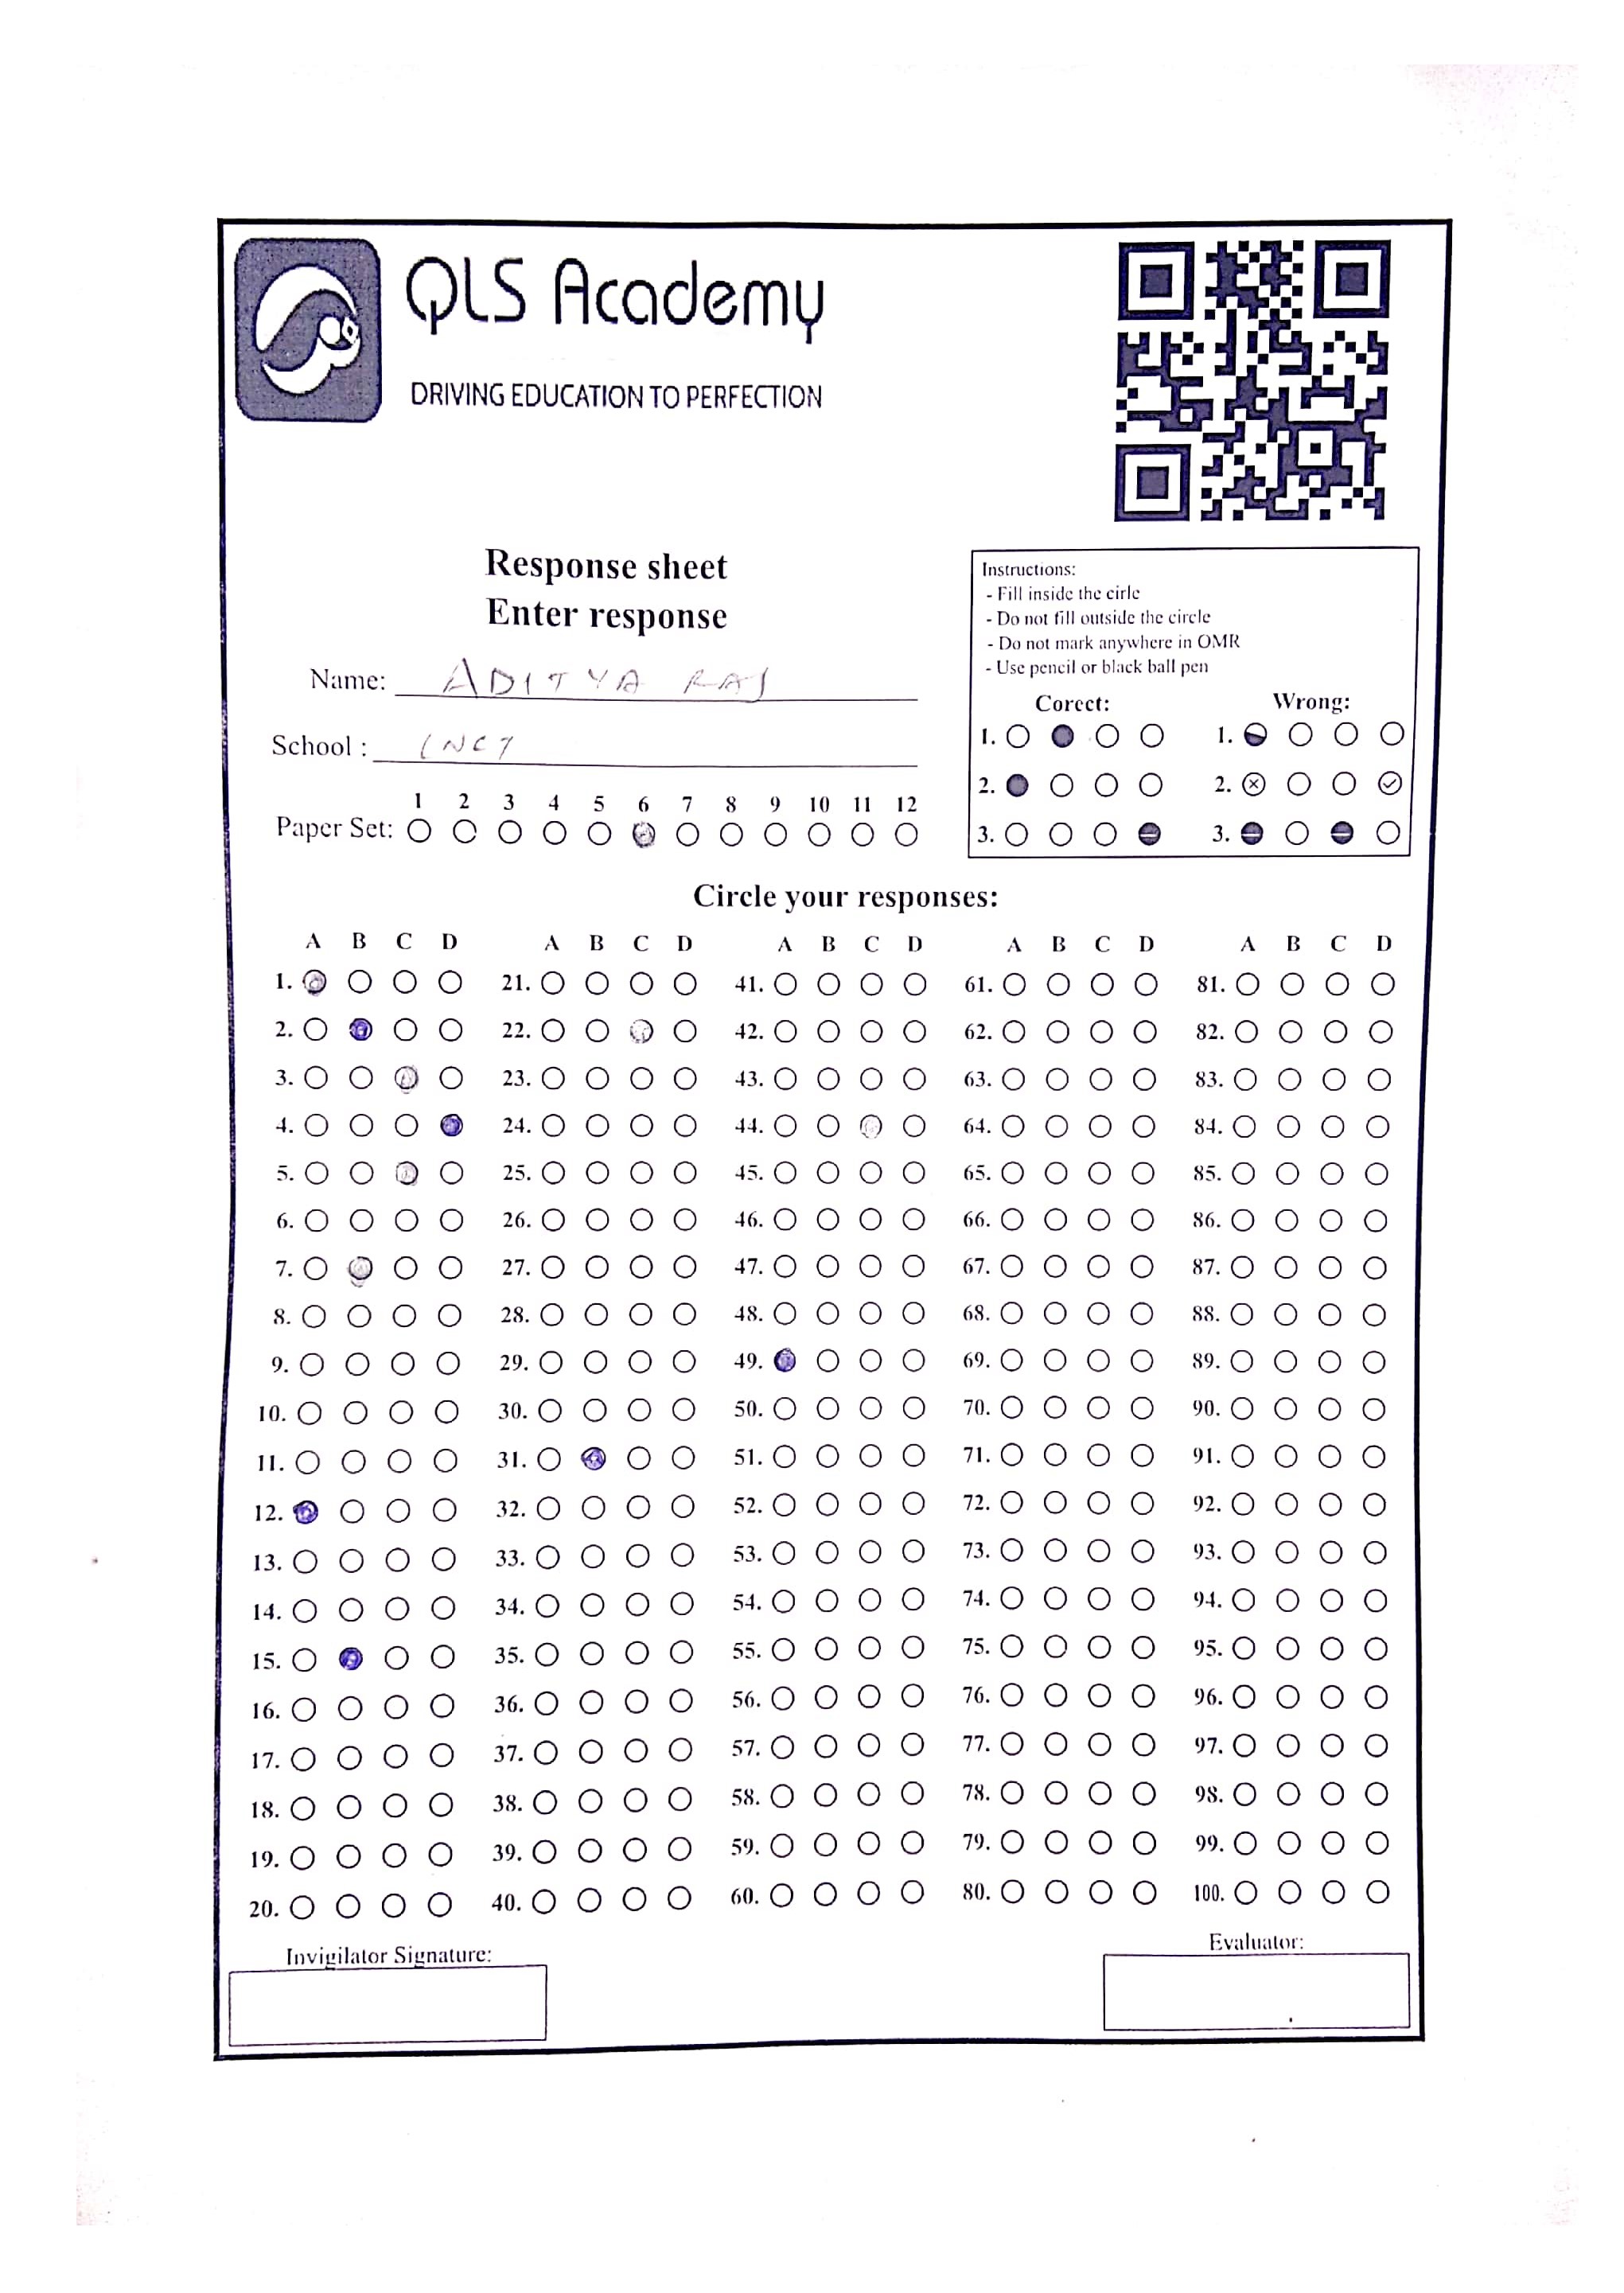 QLS Academy
DRIVING EDUCATION TO PERFECTION
Response sheet
Enter response
Name: ADITYA RAJ
School :
Paper Set: 1 2 3 4 5 6 7 8 9 10 11 12
Instructions:
- Fill inside the cirle
- Do not fill outside the circle
- Do not mark anywhere in OMR
- Use pencil or black ball pen
Corect: Wrong:
1. 1.
2. 2.
3. 3.
Circle your responses:
A B C D A B C D A B C D A B C D A B C D
1. 21. 41. 61. 81.
2. 22. 42. 62. 82.
3. 23. 43. 63. 83.
4. 24. 44. 64. 84.
5. 25. 45. 65. 85.
6. 26. 46. 66. 86.
7. 27. 47. 67. 87.
8. 28. 48. 68. 88.
9. 29. 49. 69. 89.
10. 30. 50. 70. 90.
11. 31. 51. 71. 91.
12. 32. 52. 72. 92.
13. 33. 53. 73. 93.
14. 34. 54. 74. 94.
15. 35. 55. 75. 95.
16. 36. 56. 76. 96.
17. 37. 57. 77. 97.
18. 38. 58. 78. 98.
19. 39. 59. 79. 99.
20. 40. 60. 80. 100.
Invigilator Signature:
Evaluator: